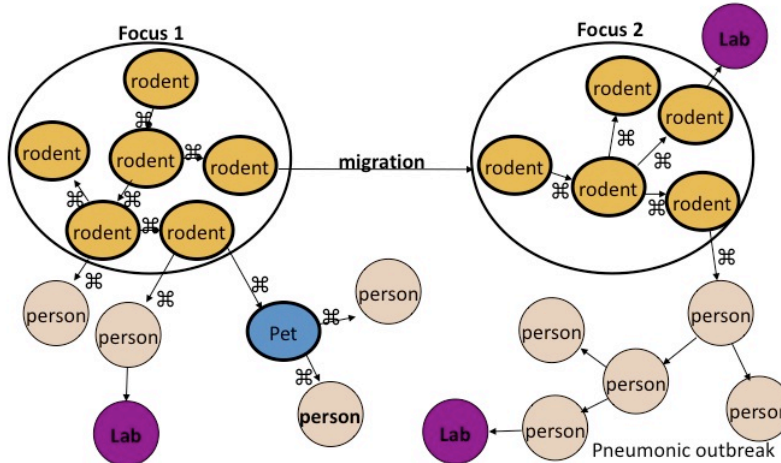 Focus 1
rodent
⌘
rodent
rodent
⌘
rodent
⌘
⌘
rodent
⌘
rodent
⌘
person
⌘
person
⌘
Pet
⌘
person
⌘
person
Lab
migration
Focus 2
Lab
rodent
rodent
⌘
⌘
rodent
⌘
rodent
⌘
rodent
⌘
person
person
person
person
person
Lab
Pneumonic outbreak